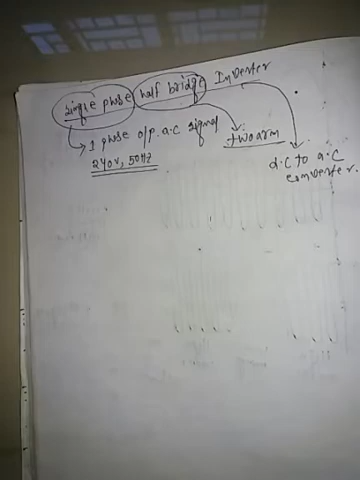 single phase half bridge Inverter
1 phase o/p. a.c signal
240v, 50Hz
two arm
d.c to a.c
converter.